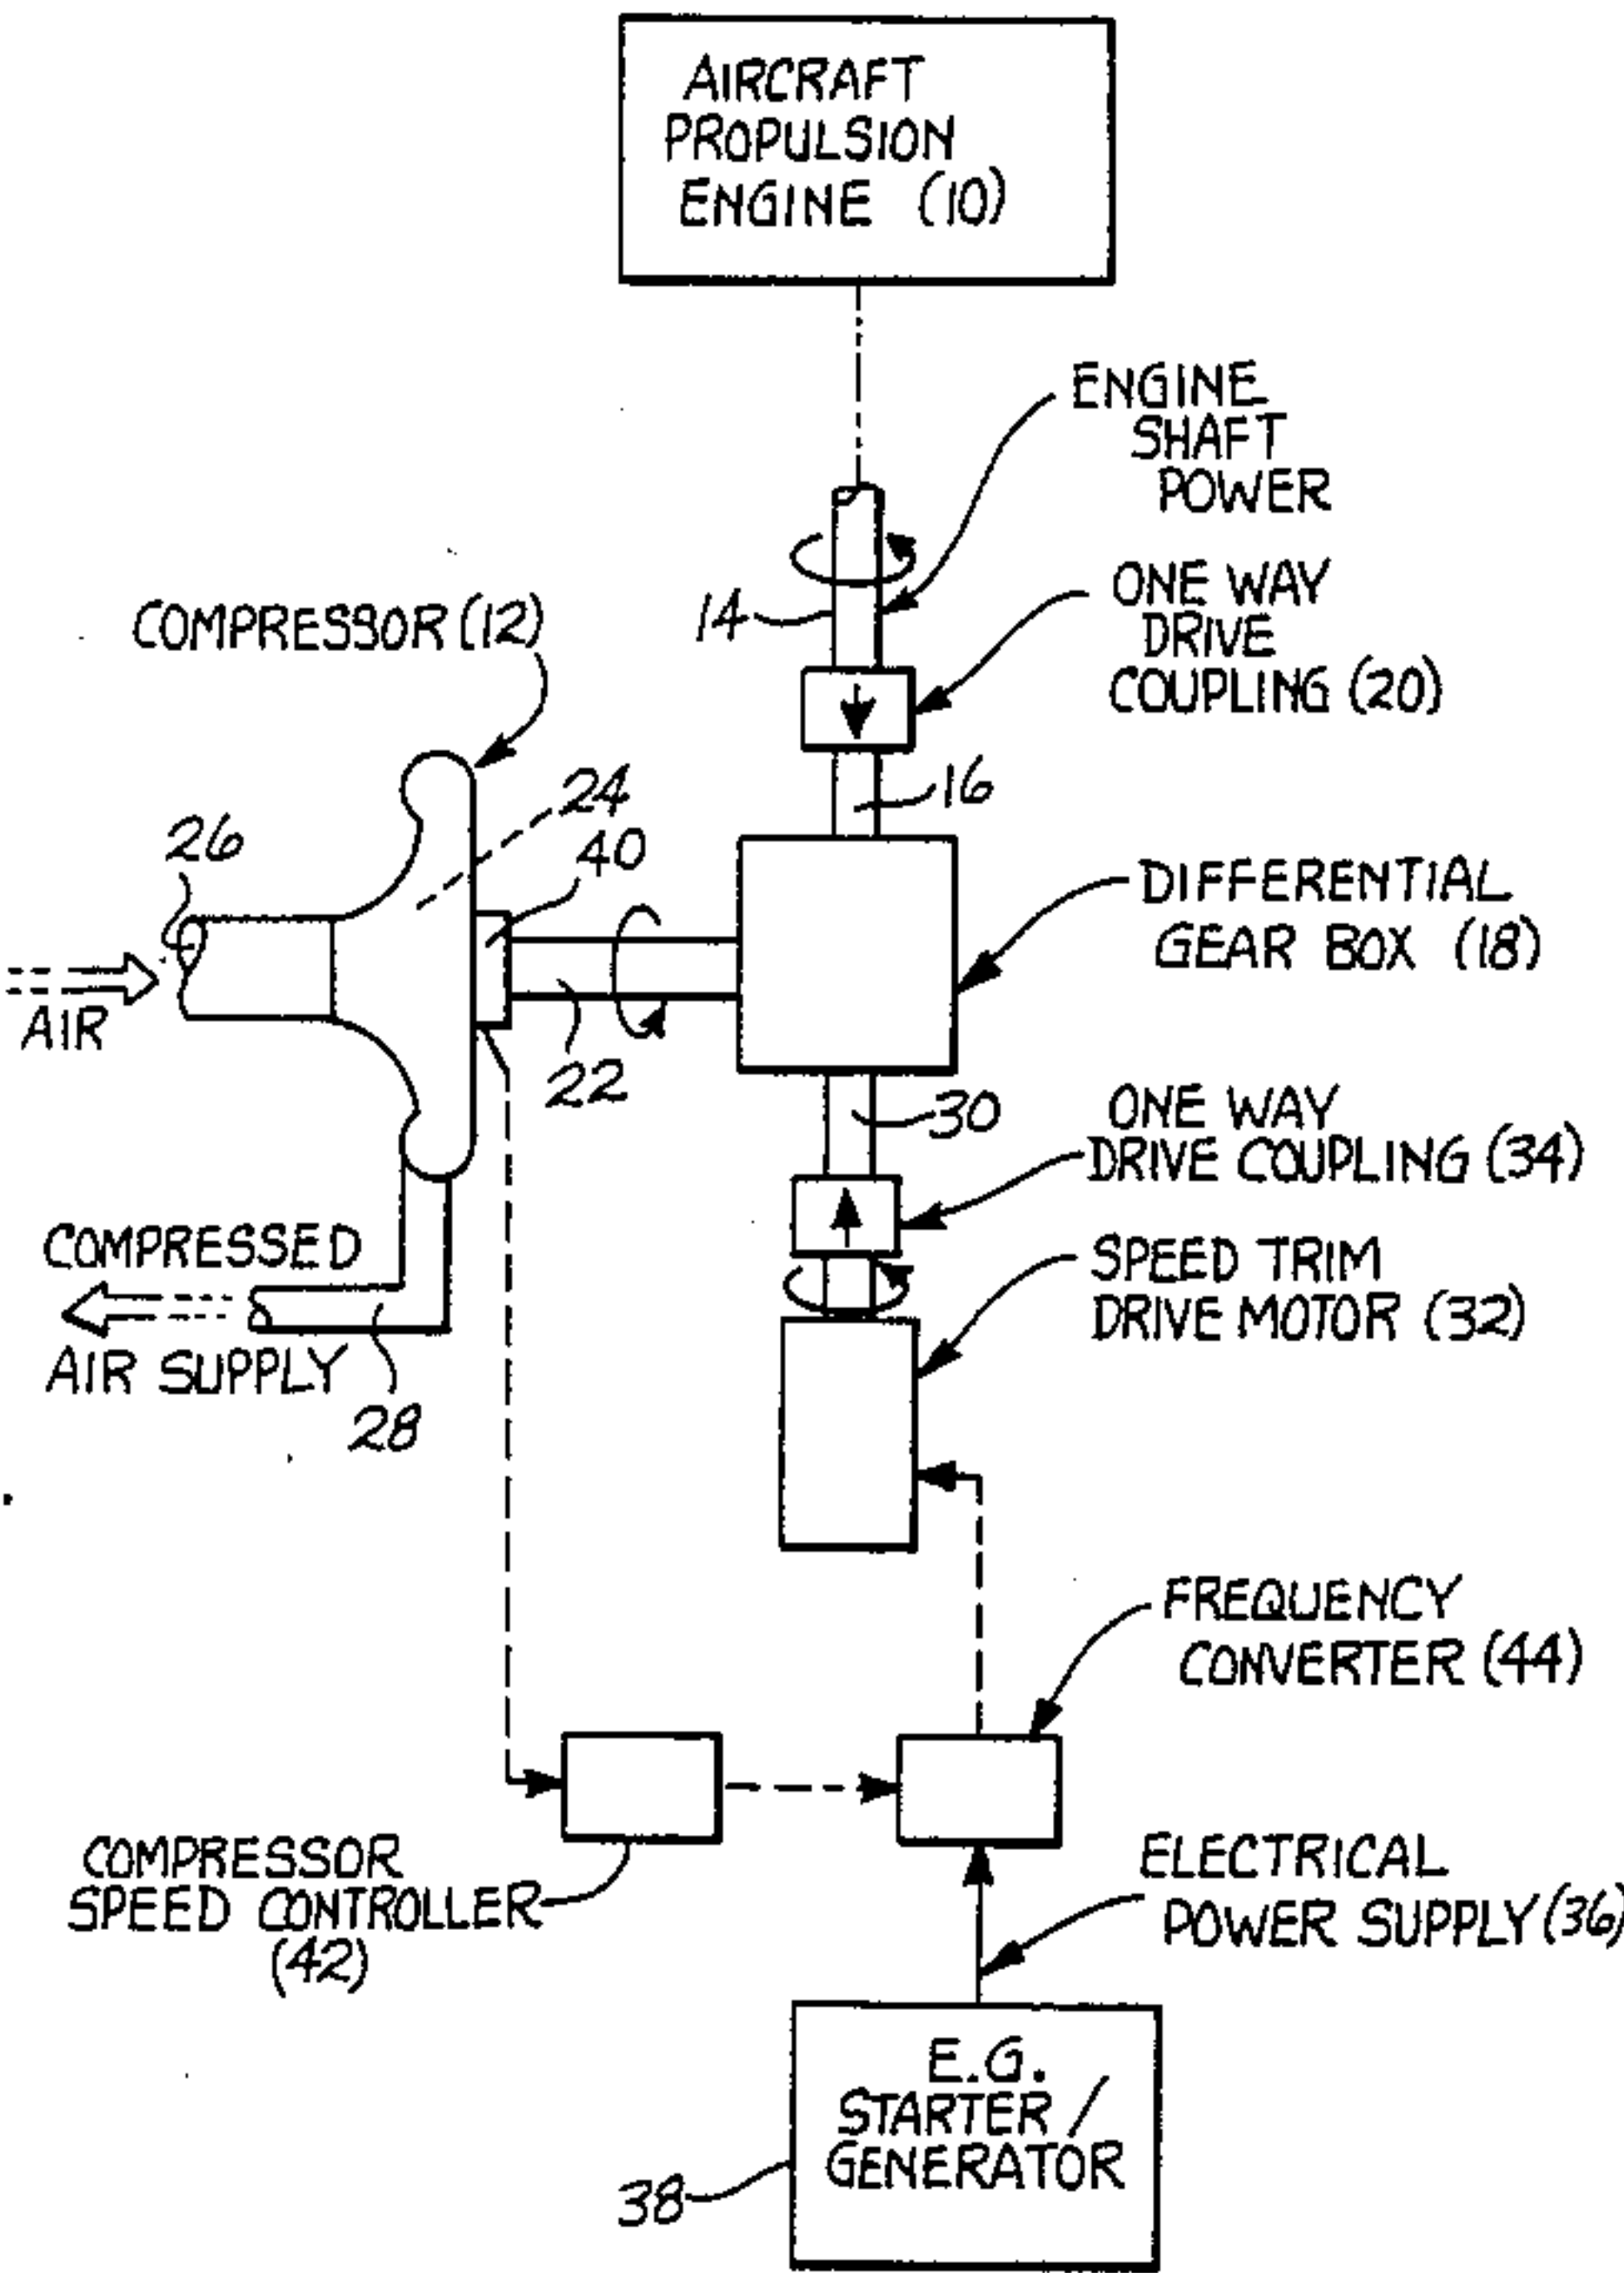 AIRCRAFT
PROPULSION
ENGINE (10)
ENGINE
SHAFT
POWER
14
ONE WAY
DRIVE
COUPLING (20)
COMPRESSOR (12)
16
24
40
26
DIFFERENTIAL
GEAR BOX (18)
AIR
22
30
ONE WAY
DRIVE COUPLING (34)
COMPRESSED
AIR SUPPLY
28
SPEED TRIM
DRIVE MOTOR (32)
FREQUENCY
CONVERTER (44)
COMPRESSOR
SPEED CONTROLLER
(42)
ELECTRICAL
POWER SUPPLY (36)
E.G.
STARTER /
GENERATOR
38